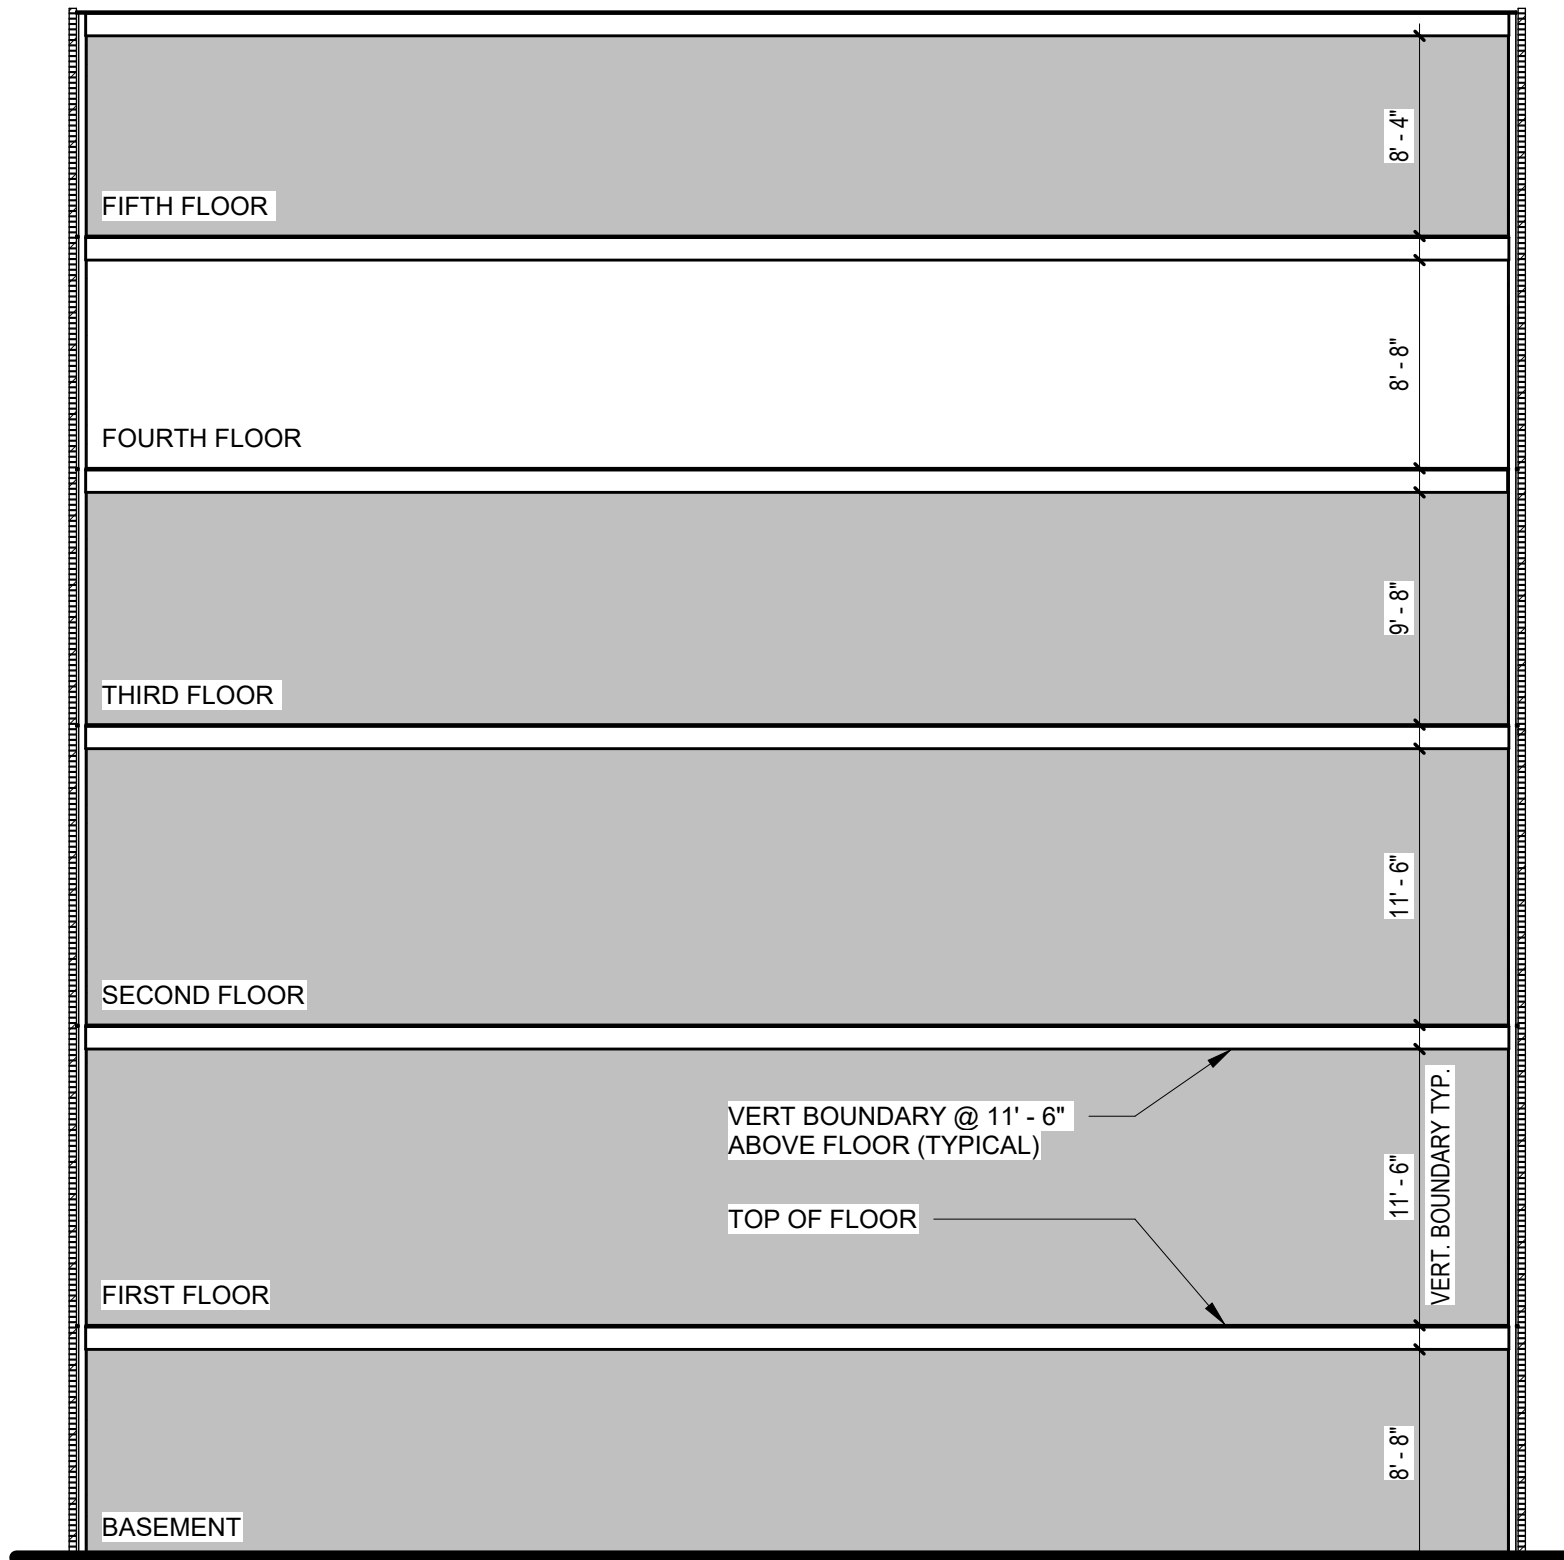 8' - 4"
FIFTH FLOOR
8' - 8"
FOURTH FLOOR
9' - 8"
THIRD FLOOR
11' - 6"
SECOND FLOOR
VERT BOUNDARY @ 11' - 6"
ABOVE FLOOR (TYPICAL)
11' - 6"
VERT. BOUNDARY TYP.
TOP OF FLOOR
FIRST FLOOR
8' - 8"
BASEMENT